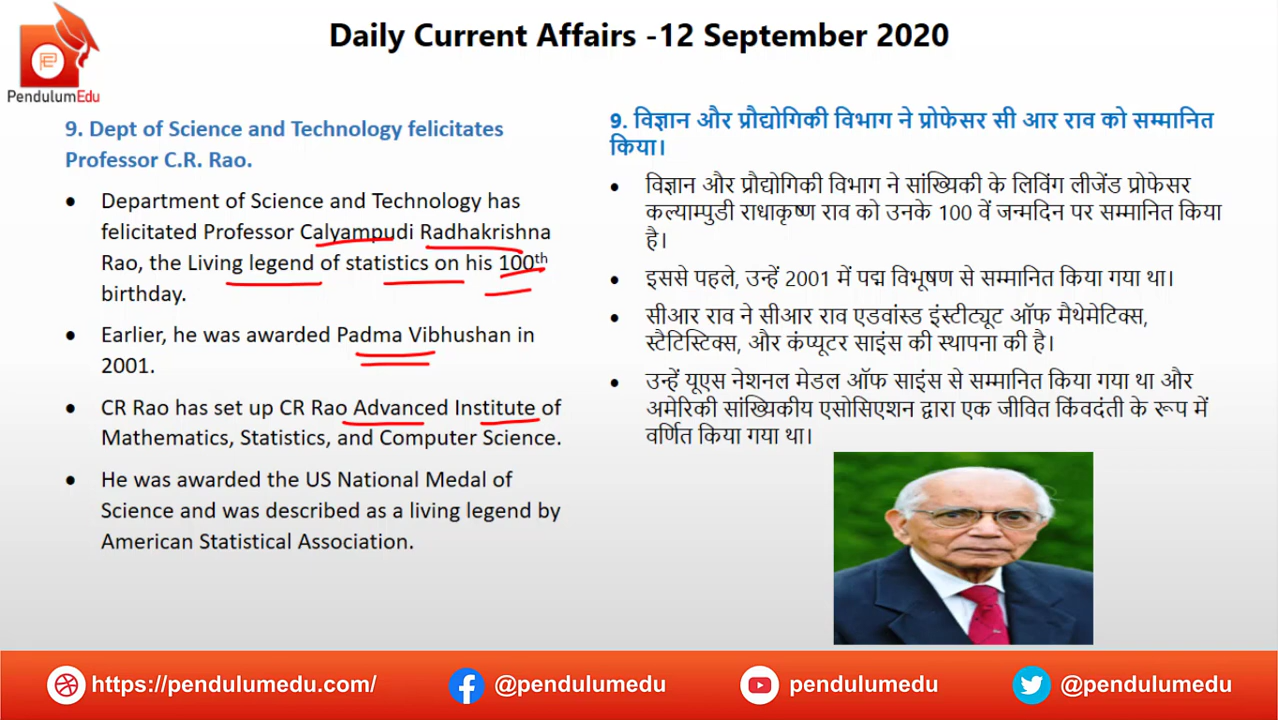 Daily Current Affairs -12 September 2020
PendulumEdu
9. Dept of Science and Technology felicitates
Professor C.R. Rao.
• Department of Science and Technology has
felicitated Professor Calyampudi Radhakrishna
Rao, the Living legend of statistics on his 100th
birthday.
• Earlier, he was awarded Padma Vibhushan in
2001.
• CR Rao has set up CR Rao Advanced Institute of
Mathematics, Statistics, and Computer Science.
• He was awarded the US National Medal of
Science and was described as a living legend by
American Statistical Association.
9. विज्ञान और प्रौद्योगिकी विभाग ने प्रोफेसर सी आर राव को सम्मानित
किया।
• विज्ञान और प्रौद्योगिकी विभाग ने सांख्यिकी के लिविंग लीजेंड प्रोफेसर
कल्याम्पुडी राधाकृष्ण राव को उनके 100 वें जन्मदिन पर सम्मानित किया
है।
• इससे पहले, उन्हें 2001 में पद्म विभूषण से सम्मानित किया गया था।
• सीआर राव ने सीआर राव एडवांस्ड इंस्टीट्यूट ऑफ मैथेमेटिक्स,
स्टैटिस्टिक्स, और कंप्यूटर साइंस की स्थापना की है।
• उन्हें यूएस नेशनल मेडल ऑफ साइंस से सम्मानित किया गया था और
अमेरिकी सांख्यिकीय एसोसिएशन द्वारा एक जीवित किंवदंती के रूप में
वर्णित किया गया था।
https://pendulumedu.com/
@pendulumedu
pendulumedu
@pendulumedu